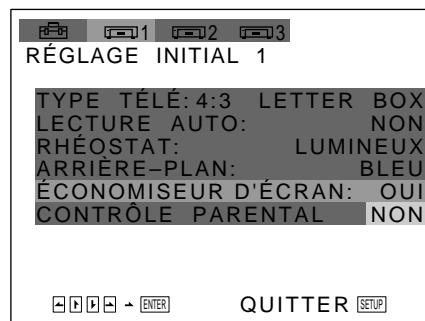 1 2 3
RÉGLAGE INITIAL 1
TYPE TÉLÉ: 4:3 LETTER BOX
LECTURE AUTO: NON
RHÉOSTAT: LUMINEUX
ARRIÈRE–PLAN: BLEU
ÉCONOMISEUR D'ÉCRAN: OUI
CONTRÔLE PARENTAL NON
ENTER QUITTER SETUP